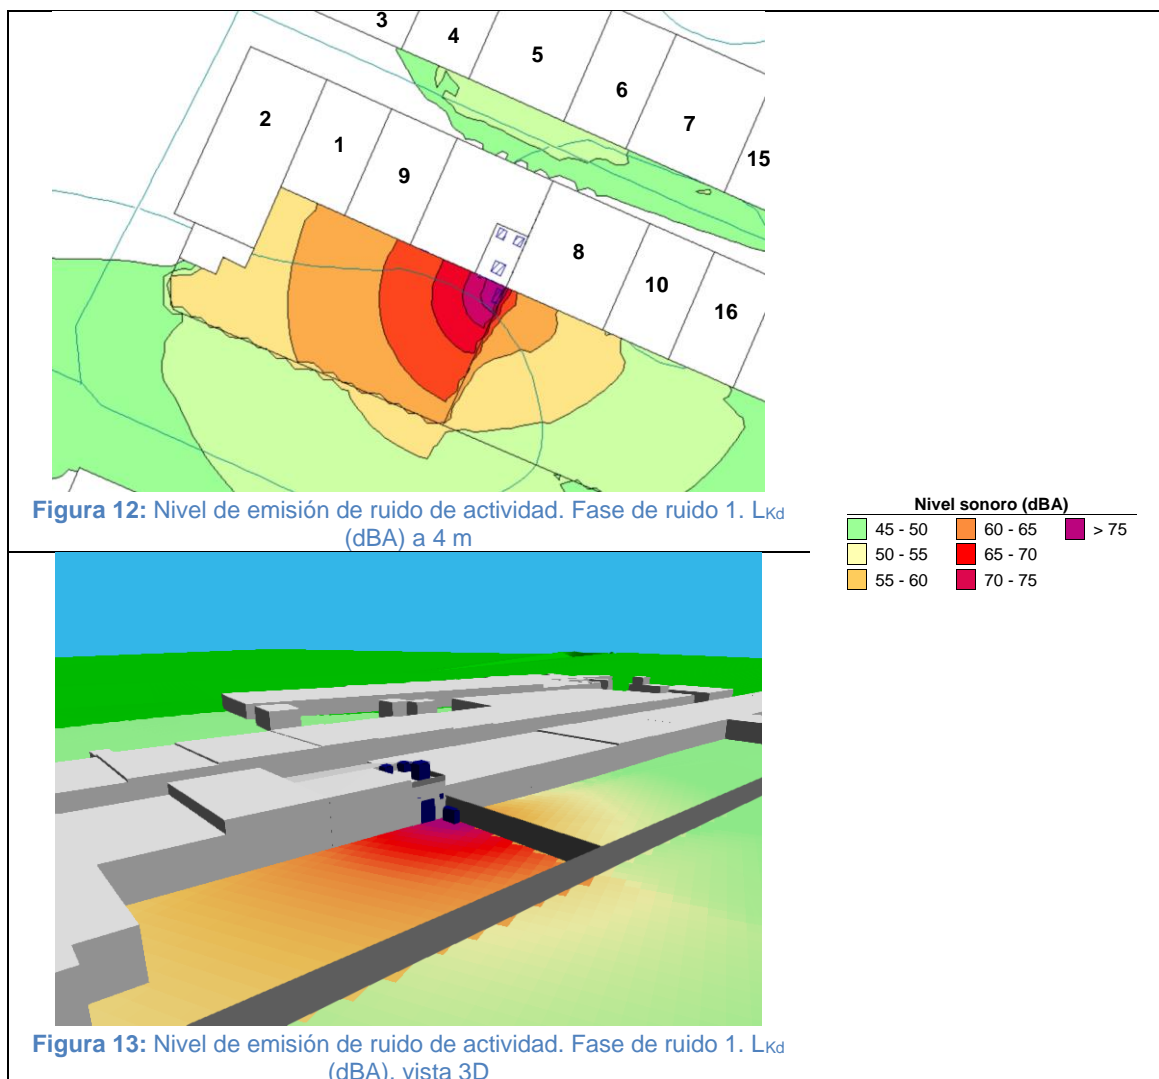 3
4
5
6
7
15
2
1
9
8
10
16
Figura 12: Nivel de emisión de ruido de actividad. Fase de ruido 1. LKd
(dBA) a 4 m
Nivel sonoro (dBA)
45 - 50
60 - 65
> 75
50 - 55
65 - 70
55 - 60
70 - 75
Figura 13: Nivel de emisión de ruido de actividad. Fase de ruido 1. LKd
(dBA), vista 3D